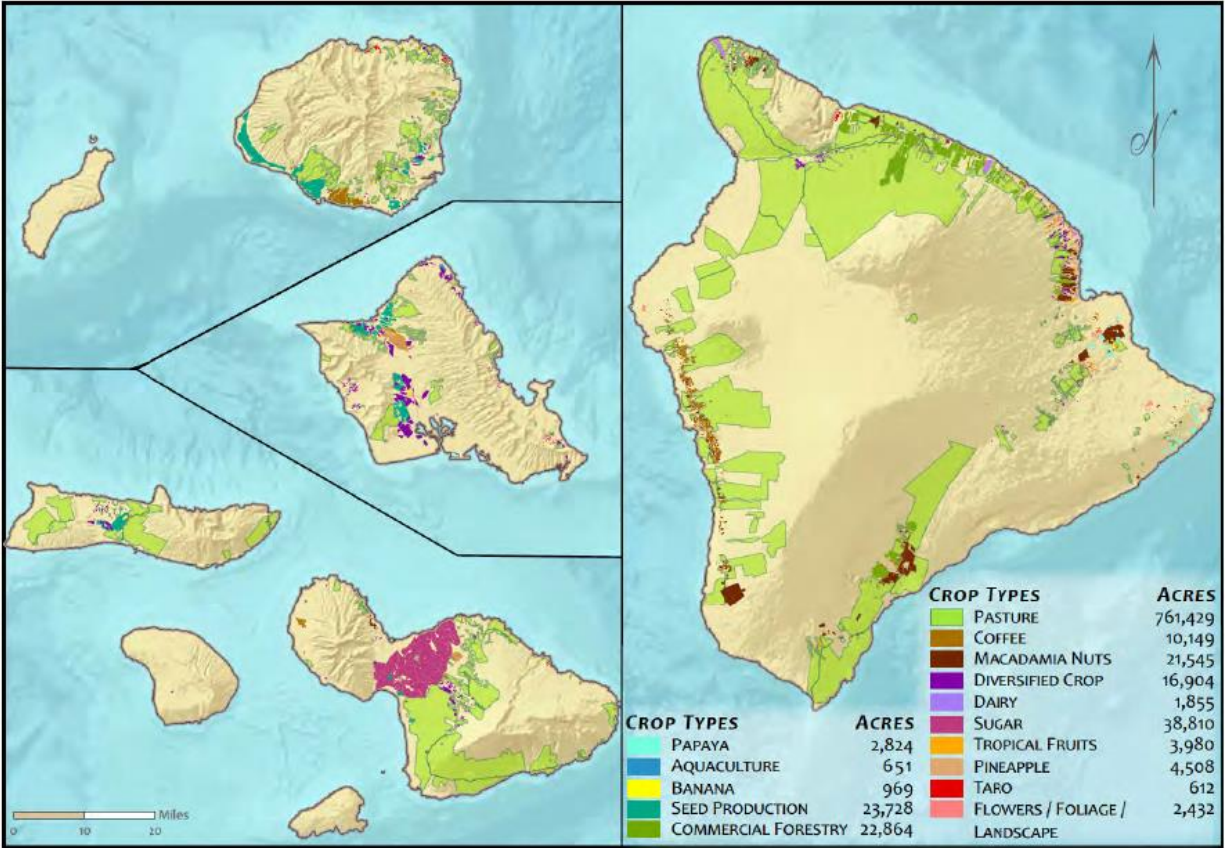 N
CROP TYPES ACRES
PASTURE 761,429
COFFEE 10,149
MACADAMIA NUTS 21,545
DIVERSIFIED CROP 16,904
DAIRY 1,855
SUGAR 38,810
TROPICAL FRUITS 3,980
PINEAPPLE 4,508
TARO 612
FLOWERS / FOLIAGE / 2,432
LANDSCAPE
CROP TYPES ACRES
PAPAYA 2,824
AQUACULTURE 651
BANANA 969
SEED PRODUCTION 23,728
COMMERCIAL FORESTRY 22,864
Miles
0 10 20